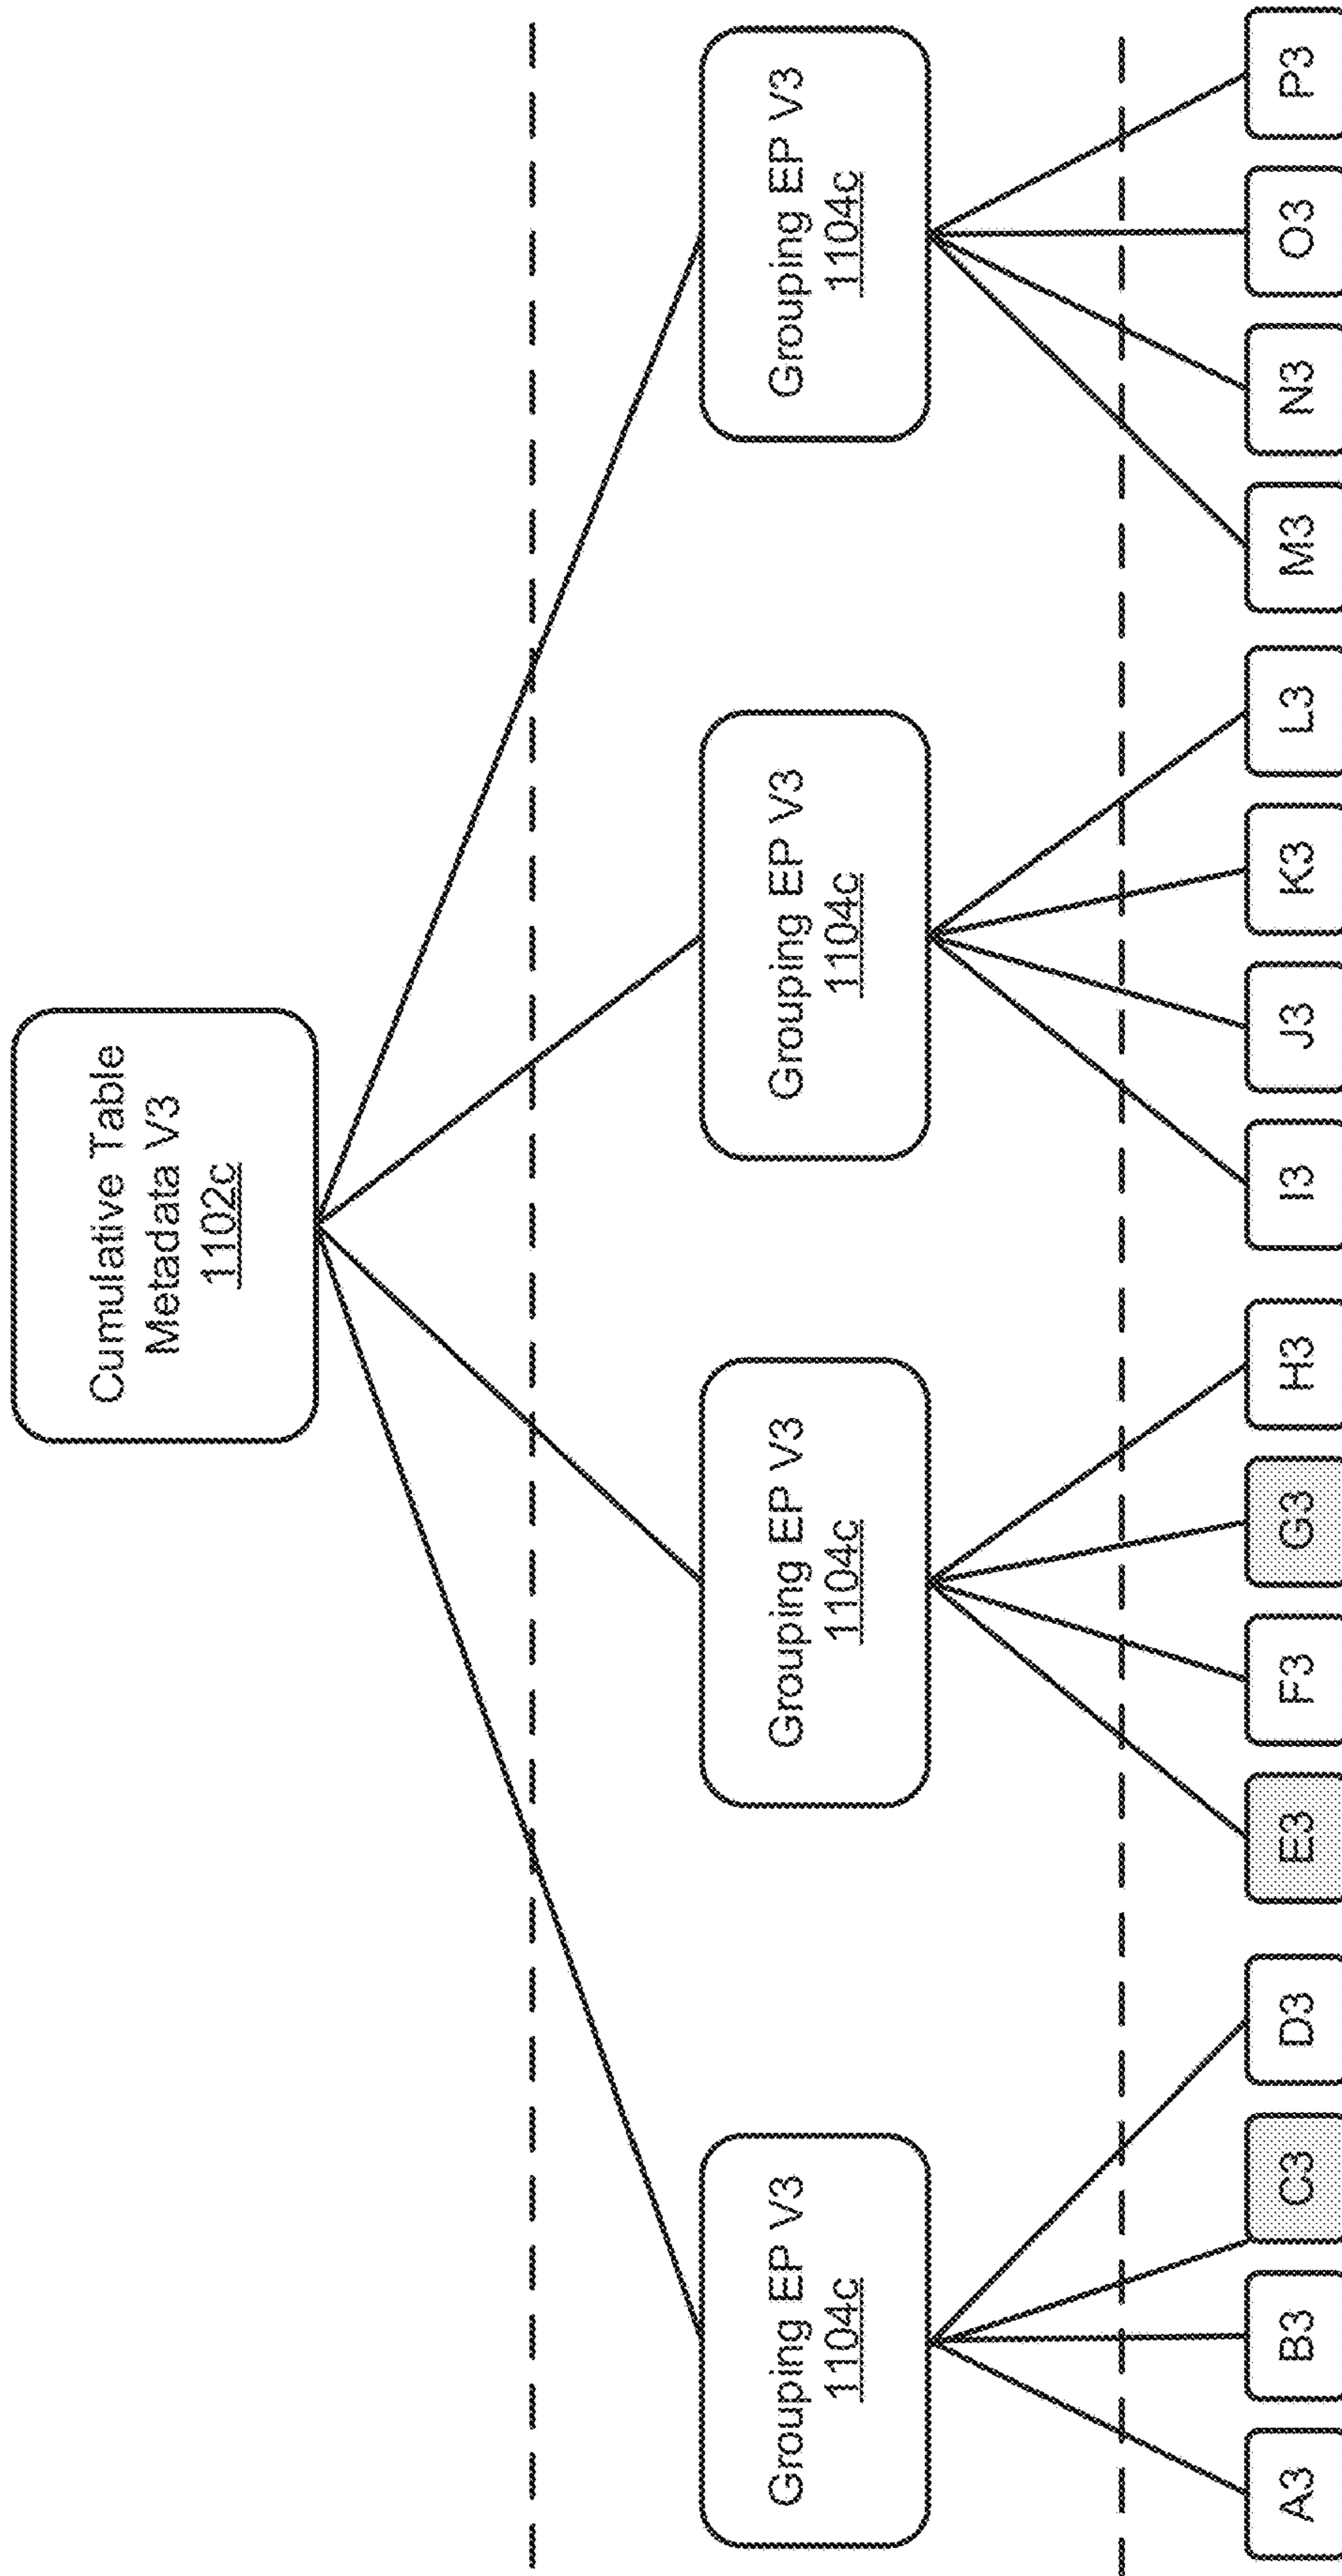 Cumulative Table
Metadata V3
1102c
Grouping EP V3
1104c
Grouping EP V3
1104c
Grouping EP V3
1104c
Grouping EP V3
1104c
A3
B3
C3
D3
E3
F3
G3
H3
I3
J3
K3
L3
M3
N3
O3
P3